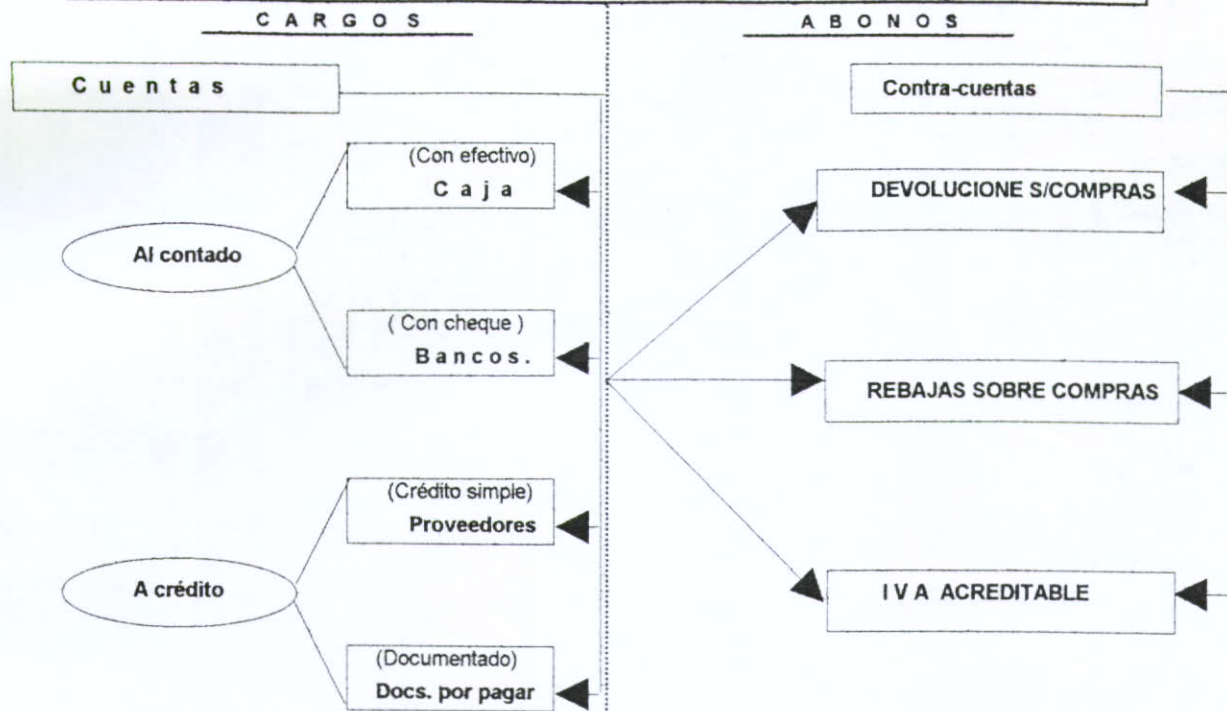 C A R G O S
A B O N O S
C u e n t a s
Contra-cuentas
(Con efectivo)
C a j a
DEVOLUCIONE S/COMPRAS
Al contado
( Con cheque )
B a n c o s .
REBAJAS SOBRE COMPRAS
(Crédito simple)
Proveedores
A crédito
I V A ACREDITABLE
(Documentado)
Docs. por pagar